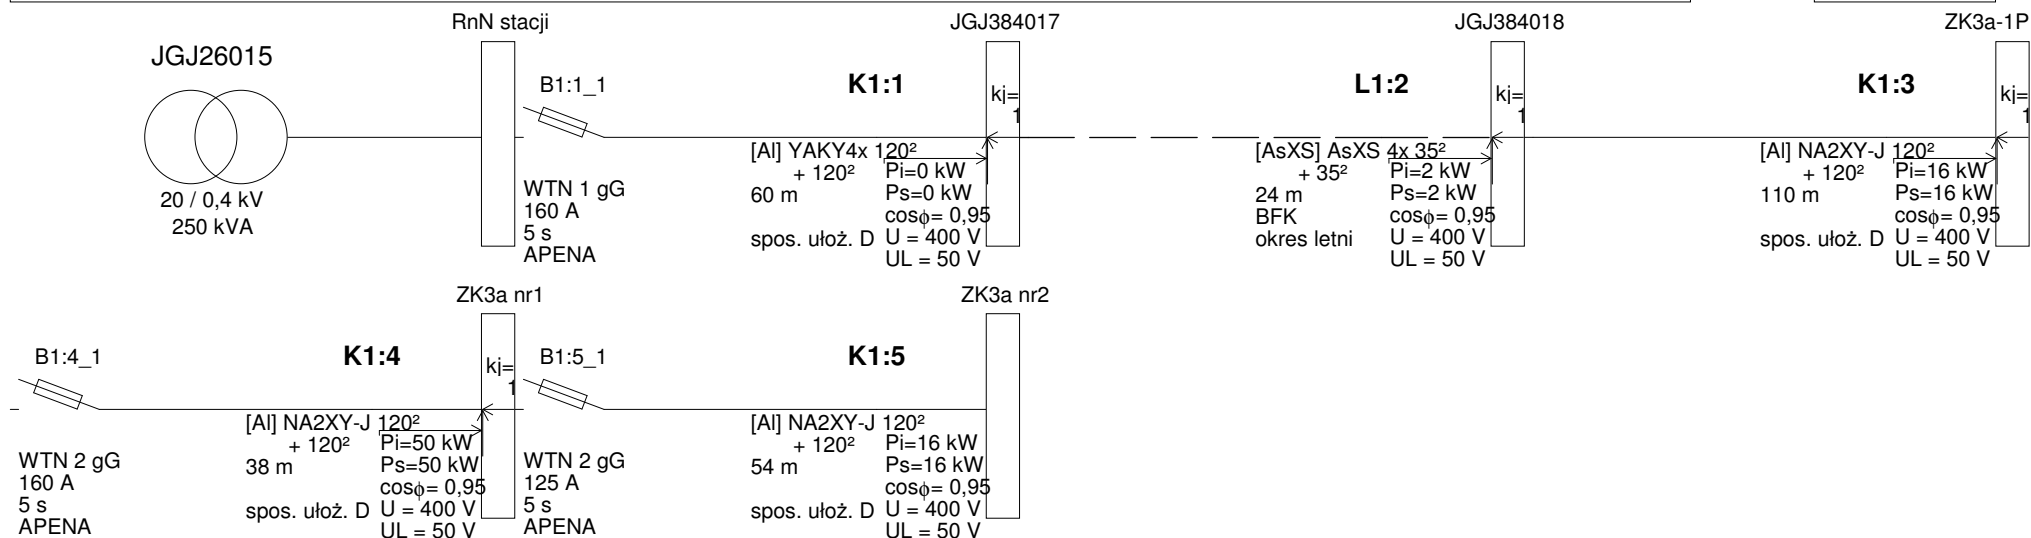 RnN stacji
JGJ384017
JGJ384018
ZK3a-1P
JGJ26015
20 / 0,4 kV
250 kVA
B1:1_1
WTN 1 gG
160 A
5 s
APENA
K1:1
kj=
1
[Al] YAKY4x 120²
+ 120²
60 m
spos. ułoż. D
Pi=0 kW
Ps=0 kW
cosϕ= 0,95
U = 400 V
UL = 50 V
L1:2
kj=
1
[AsXS] AsXS 4x 35²
+ 35²
24 m
BFK
okres letni
Pi=2 kW
Ps=2 kW
cosϕ= 0,95
U = 400 V
UL = 50 V
K1:3
kj=
1
[Al] NA2XY-J 120²
+ 120²
110 m
spos. ułoż. D
Pi=16 kW
Ps=16 kW
cosϕ= 0,95
U = 400 V
UL = 50 V
ZK3a nr1
ZK3a nr2
B1:4_1
WTN 2 gG
160 A
5 s
APENA
K1:4
kj=
1
[Al] NA2XY-J 120²
+ 120²
38 m
spos. ułoż. D
Pi=50 kW
Ps=50 kW
cosϕ= 0,95
U = 400 V
UL = 50 V
B1:5_1
WTN 2 gG
125 A
5 s
APENA
K1:5
[Al] NA2XY-J 120²
+ 120²
54 m
spos. ułoż. D
Pi=16 kW
Ps=16 kW
cosϕ= 0,95
U = 400 V
UL = 50 V